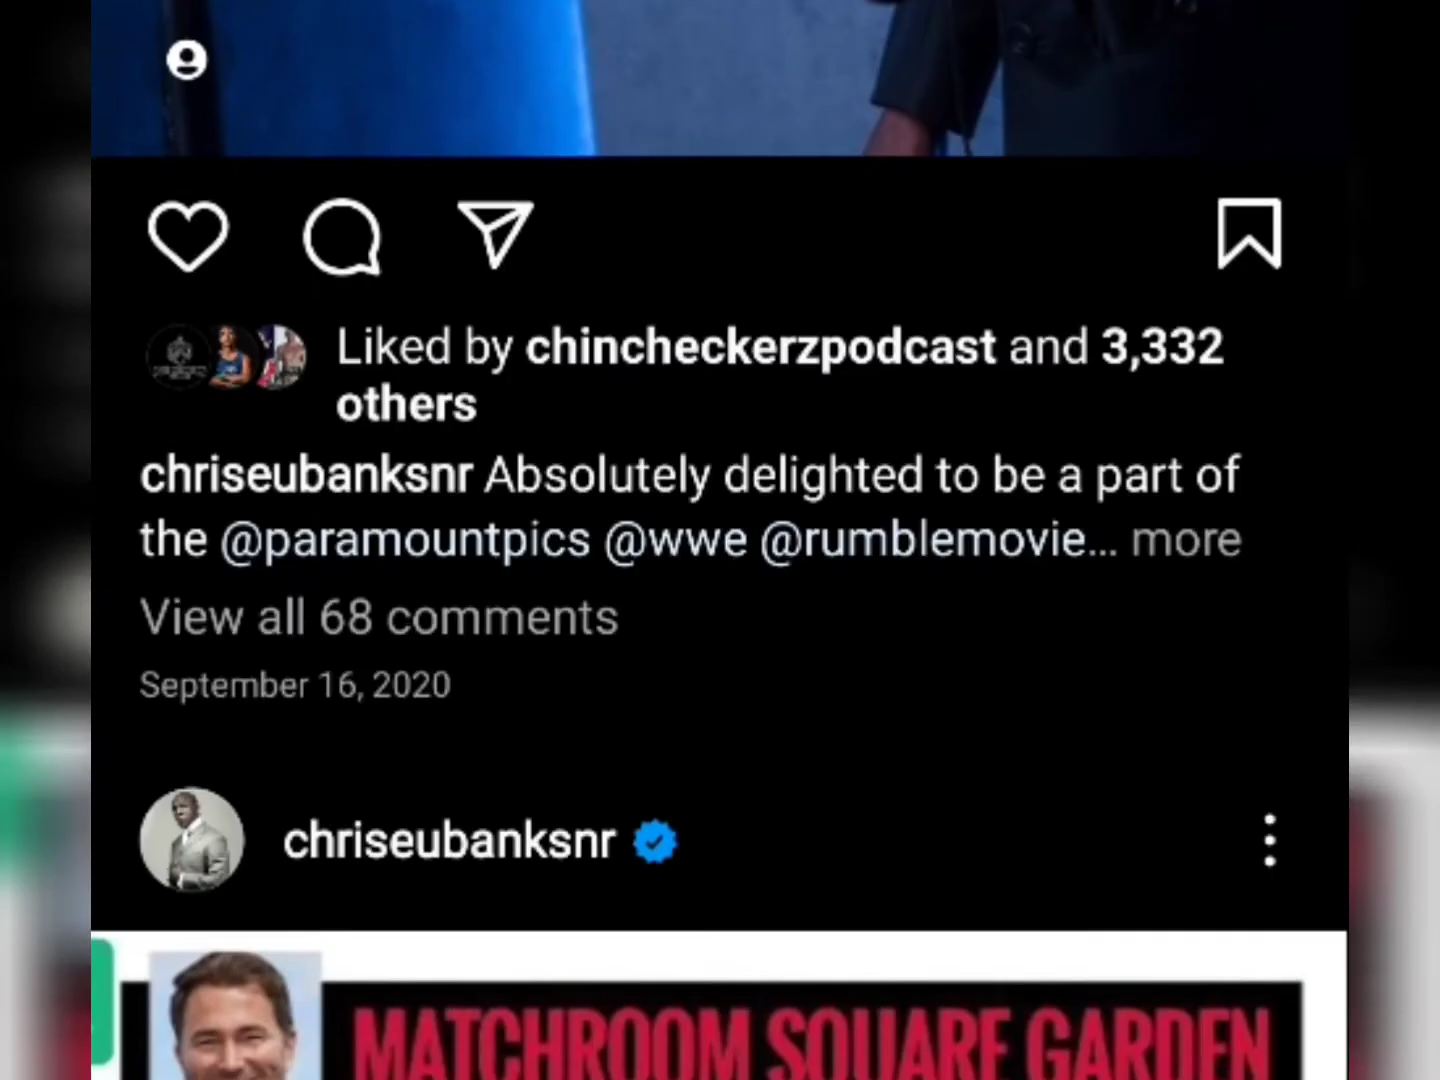 Liked by chincheckerzpodcast and 3,332
others
chriseubanksnr Absolutely delighted to be a part of
the @paramountpics @wwe @rumblemovie... more
View all 68 comments
September 16, 2020
chriseubanksnr
MATCHROOM SQUARE GARDEN